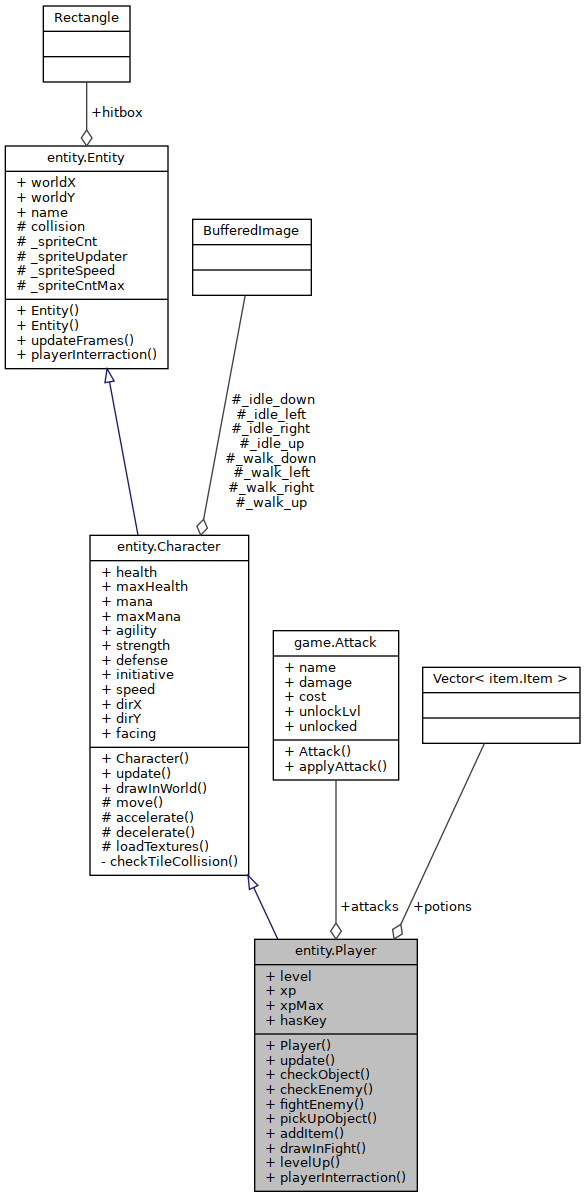 Rectangle
+hitbox
entity.Entity
+ worldX
+ worldY
+ name
# collision
# _spriteCnt
# _spriteUpdater
# _spriteSpeed
# _spriteCntMax
+ Entity()
+ Entity()
+ updateFrames()
+ playerInterraction()
BufferedImage
#_idle_down
#_idle_left
#_idle_right
#_idle_up
#_walk_down
#_walk_left
#_walk_right
#_walk_up
entity.Character
+ health
+ maxHealth
+ mana
+ maxMana
+ agility
+ strength
+ defense
+ initiative
+ speed
+ dirX
+ dirY
+ facing
+ Character()
+ update()
+ drawInWorld()
# move()
# accelerate()
# decelerate()
# loadTextures()
- checkTileCollision()
game.Attack
+ name
+ damage
+ cost
+ unlockLvl
+ unlocked
+ Attack()
+ applyAttack()
Vector< item.Item >
+attacks
+potions
entity.Player
+ level
+ xp
+ xpMax
+ hasKey
+ Player()
+ update()
+ checkObject()
+ checkEnemy()
+ fightEnemy()
+ pickUpObject()
+ addItem()
+ drawInFight()
+ levelUp()
+ playerInterraction()